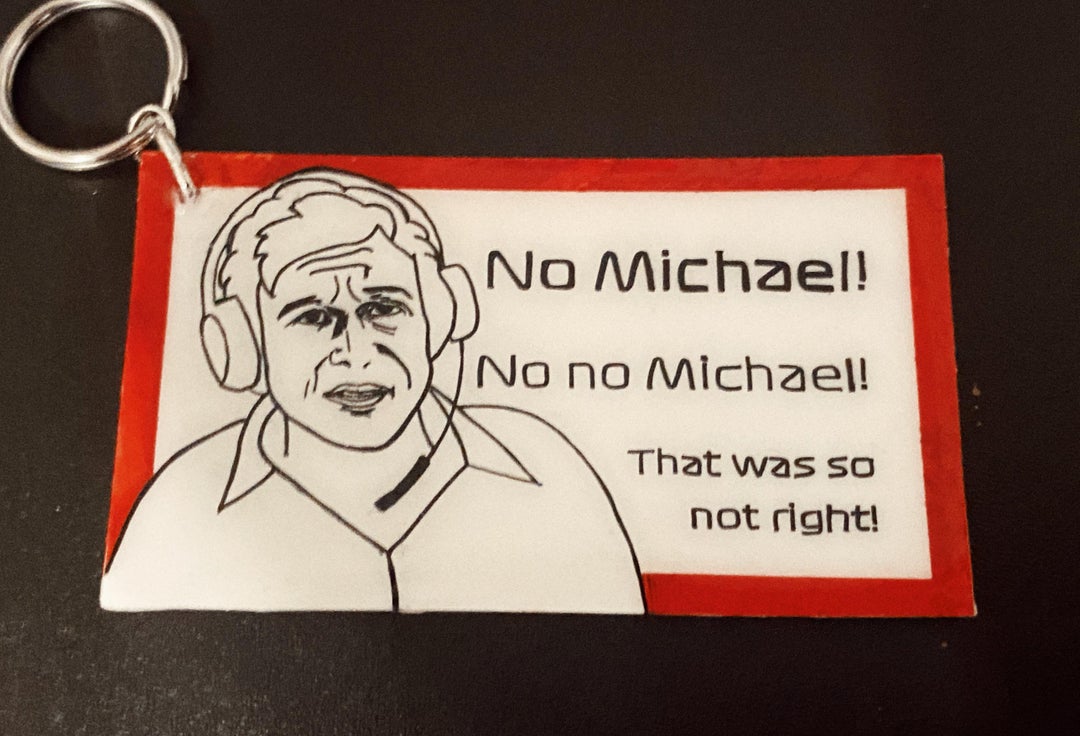 No Michael!
No no Michael!
That was so
not right!